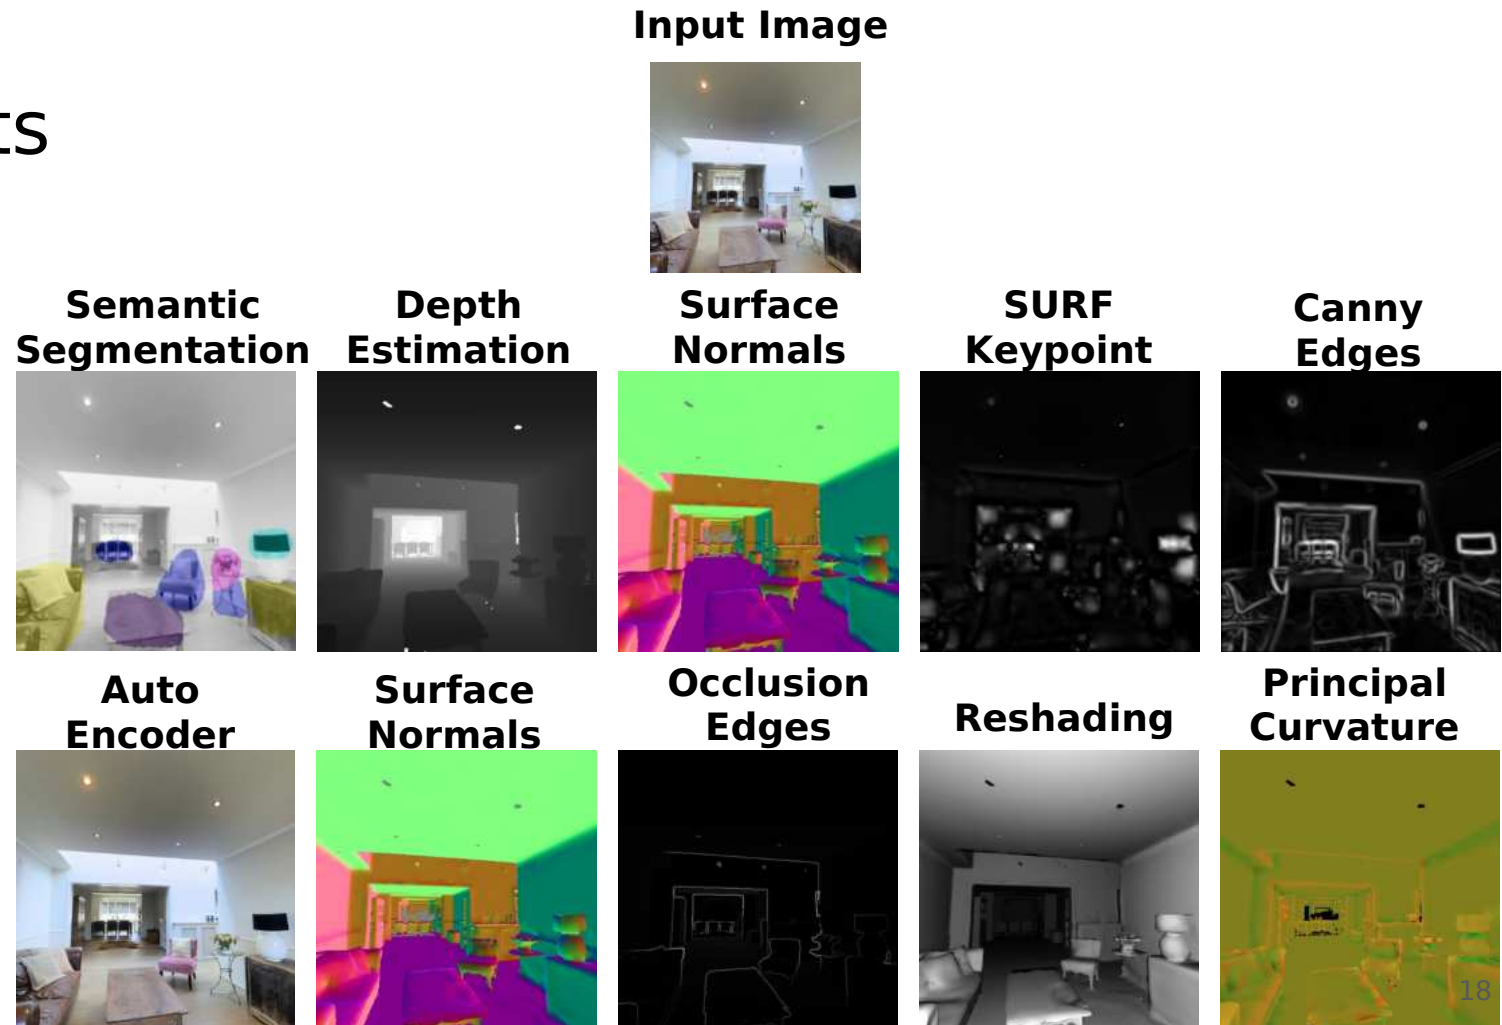 Input Image
ts
Semantic
Segmentation
Depth
Estimation
Surface
Normals
SURF
Keypoint
Canny
Edges
Auto
Encoder
Surface
Normals
Occlusion
Edges
Reshading
Principal
Curvature
18